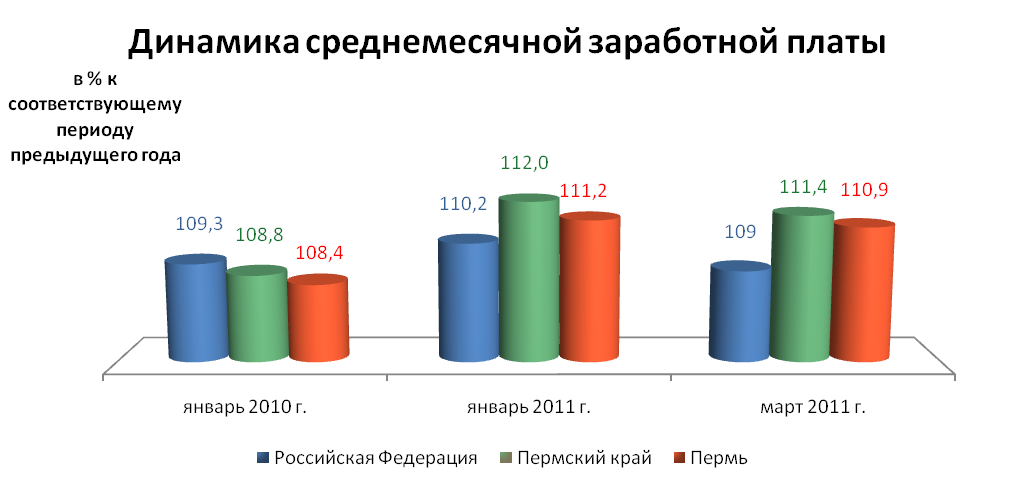 Динамика среднемесячной заработной платы
в % к
соответствующему
периоду
предыдущего года
109,3
108,8
108,4
110,2
112,0
111,2
109
111,4
110,9
январь 2010 г.
январь 2011 г.
март 2011 г.
Российская Федерация
Пермский край
Пермь